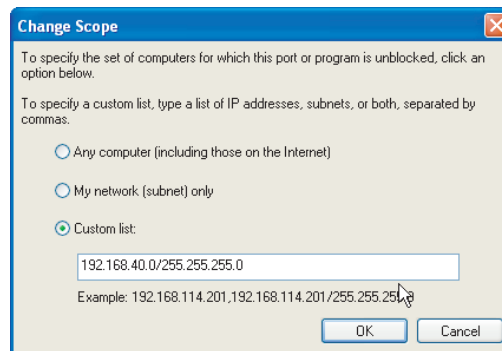 Change Scope
To specify the set of computers for which this port or program is unblocked, click an
option below.
To specify a custom list, type a list of IP addresses, subnets, or both, separated by
commas.
Any computer (including those on the Internet)
My network (subnet) only
Custom list:
192.168.40.0/255.255.255.0
Example: 192.168.114.201,192.168.114.201/255.255.255.0
OK
Cancel